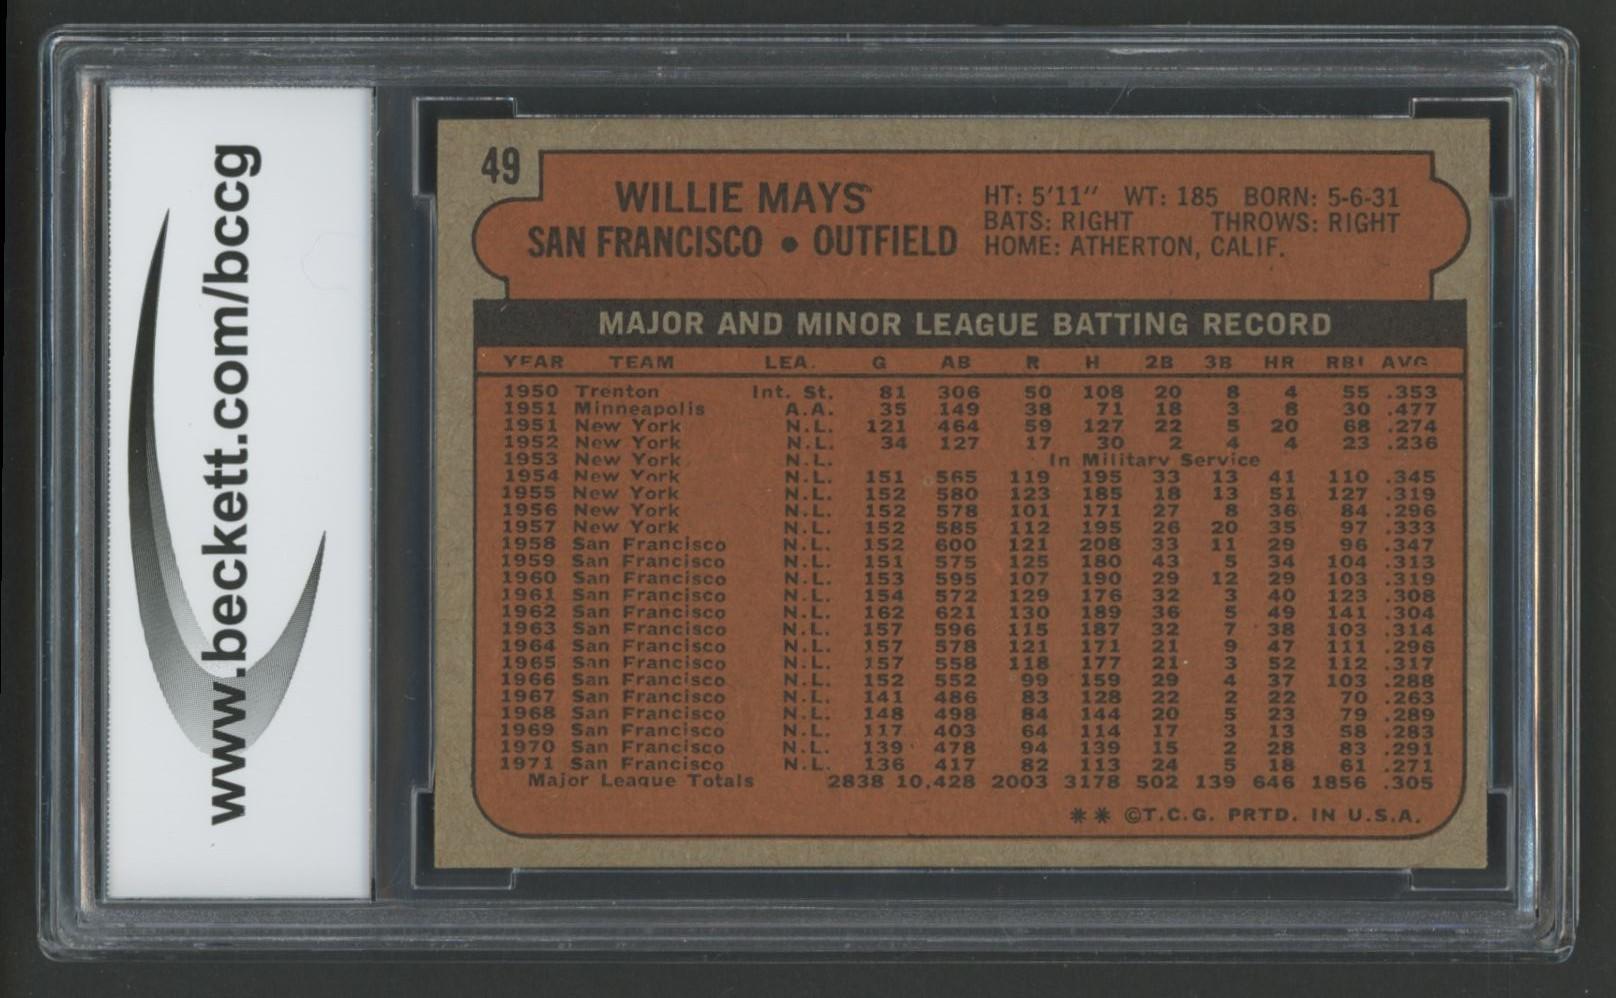 www.beckett.com/bccg
49
WILLIE MAYS
SAN FRANCISCO • OUTFIELD
HT: 5'11" WT: 185 BORN: 5-6-31
BATS: RIGHT THROWS: RIGHT
HOME: ATHERTON, CALIF.
MAJOR AND MINOR LEAGUE BATTING RECORD
YEAR TEAM LEA. G AB R H 2B 3B HR RBI AVG
1950 Trenton Int. St. 81 306 50 108 20 8 4 55 .353
1951 Minneapolis A.A. 35 149 38 71 18 3 8 30 .477
1951 New York N.L. 121 464 59 127 22 5 20 68 .274
1952 New York N.L. 34 127 17 30 2 4 4 23 .236
1953 New York N.L. In Military Service
1954 New York N.L. 151 565 119 195 33 13 41 110 .345
1955 New York N.L. 152 580 123 185 18 13 51 127 .319
1956 New York N.L. 152 578 101 171 27 8 36 84 .296
1957 New York N.L. 152 585 112 195 26 20 35 97 .333
1958 San Francisco N.L. 152 600 121 208 33 11 29 96 .347
1959 San Francisco N.L. 151 575 125 180 43 5 34 104 .313
1960 San Francisco N.L. 153 595 107 190 29 12 29 103 .319
1961 San Francisco N.L. 154 572 129 176 32 3 40 123 .308
1962 San Francisco N.L. 162 621 130 189 36 5 49 141 .304
1963 San Francisco N.L. 157 596 115 187 32 7 38 103 .314
1964 San Francisco N.L. 157 578 121 171 21 9 47 111 .296
1965 San Francisco N.L. 157 558 118 177 21 3 52 112 .317
1966 San Francisco N.L. 152 552 99 159 29 4 37 103 .288
1967 San Francisco N.L. 141 486 83 128 22 2 22 70 .263
1968 San Francisco N.L. 148 498 84 144 20 5 23 79 .289
1969 San Francisco N.L. 117 403 64 114 17 3 13 58 .283
1970 San Francisco N.L. 139 478 94 139 15 2 28 83 .291
1971 San Francisco N.L. 136 417 82 113 24 5 18 61 .271
Major League Totals 2838 10,428 2003 3178 502 139 646 1856 .305
** ©T.C.G. PRTD. IN U.S.A.